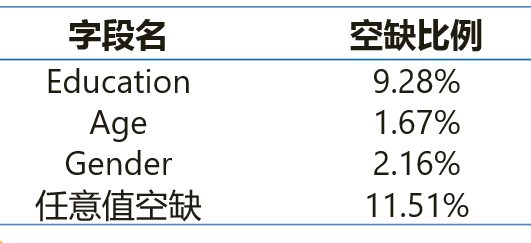 字段名 空缺比例
Education 9.28%
Age 1.67%
Gender 2.16%
任意值空缺 11.51%